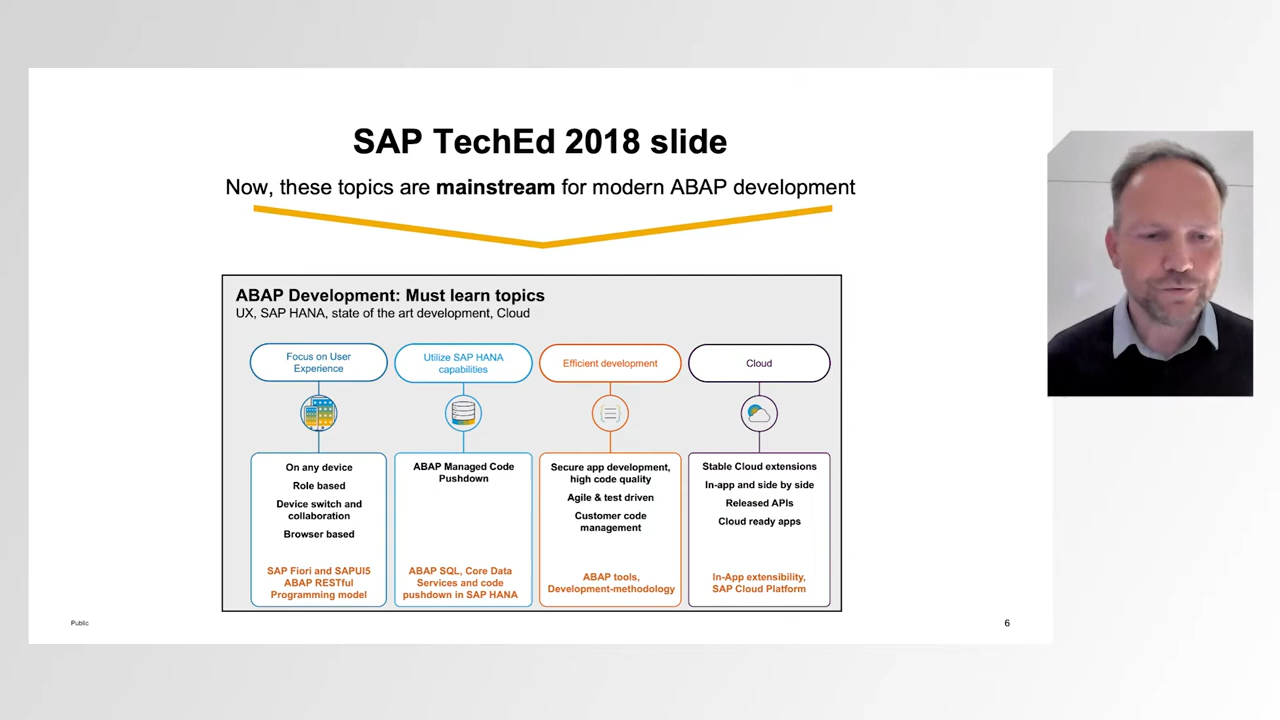 SAP TechEd 2018 slide
Now, these topics are mainstream for modern ABAP development
ABAP Development: Must learn topics
UX, SAP HANA, state of the art development, Cloud
Focus on User
Experience
On any device
Role based
Device switch and
collaboration
Browser based
SAP Fiori and SAPUI5
ABAP RESTful
Programming model
Utilize SAP HANA
capabilities
ABAP Managed Code
Pushdown
ABAP SQL, Core Data
Services and code
pushdown in SAP HANA
Efficient development
Secure app development,
high code quality
Agile & test driven
Customer code
management
ABAP tools,
Development-methodology
Cloud
Stable Cloud extensions
In-app and side by side
Released APIs
Cloud ready apps
In-App extensibility,
SAP Cloud Platform
Public
6